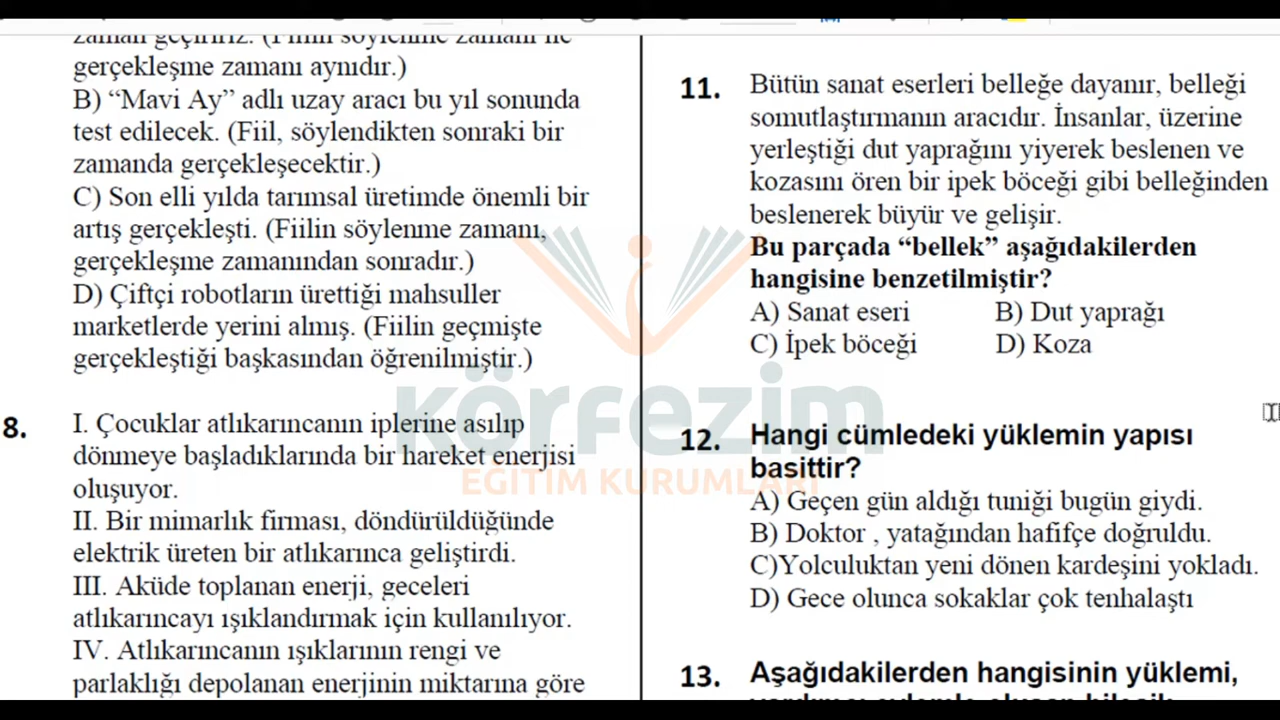 zaman geçiririz. (Fiilin söylenme zamanı ile
gerçekleşme zamanı aynıdır.)
B) “Mavi Ay” adlı uzay aracı bu yıl sonunda
test edilecek. (Fiil, söylendikten sonraki bir
zamanda gerçekleşecektir.)
C) Son elli yılda tarımsal üretimde önemli bir
artış gerçekleşti. (Fiilin söylenme zamanı,
gerçekleşme zamanından sonradır.)
D) Çiftçi robotların ürettiği mahsuller
marketlerde yerini almış. (Fiilin geçmişte
gerçekleştiği başkasından öğrenilmiştir.)
8. I. Çocuklar atlıkarıncanın iplerine asılıp
dönmeye başladıklarında bir hareket enerjisi
oluşuyor.
II. Bir mimarlık firması, döndürüldüğünde
elektrik üreten bir atlıkarınca geliştirdi.
III. Aküde toplanan enerji, geceleri
atlıkarıncayı ışıklandırmak için kullanılıyor.
IV. Atlıkarıncanın ışıklarının rengi ve
parlaklığı depolanan enerjinin miktarına göre
11. Bütün sanat eserleri belleğe dayanır, belleği
somutlaştırmanın aracıdır. İnsanlar, üzerine
yerleştiği dut yaprağını yiyerek beslenen ve
kozasını ören bir ipek böceği gibi belleğinden
beslenerek büyür ve gelişir.
Bu parçada “bellek” aşağıdakilerden
hangisine benzetilmiştir?
A) Sanat eseri B) Dut yaprağı
C) İpek böceği D) Koza
12. Hangi cümledeki yüklemin yapısı
basittir?
A) Geçen gün aldığı tuniği bugün giydi.
B) Doktor , yatağından hafifçe doğruldu.
C)Yolculuktan yeni dönen kardeşini yokladı.
D) Gece olunca sokaklar çok tenhalaştı
13. Aşağıdakilerden hangisinin yüklemi,
körfezim
EĞİTİM KURUMLARI